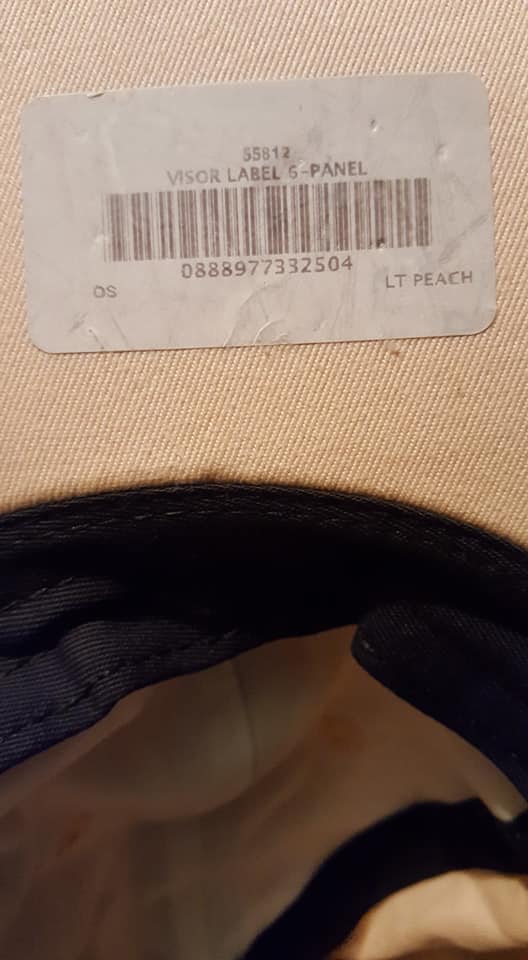 55812
VISOR LABEL 6-PANEL
0888977332504
OS
LT PEACH